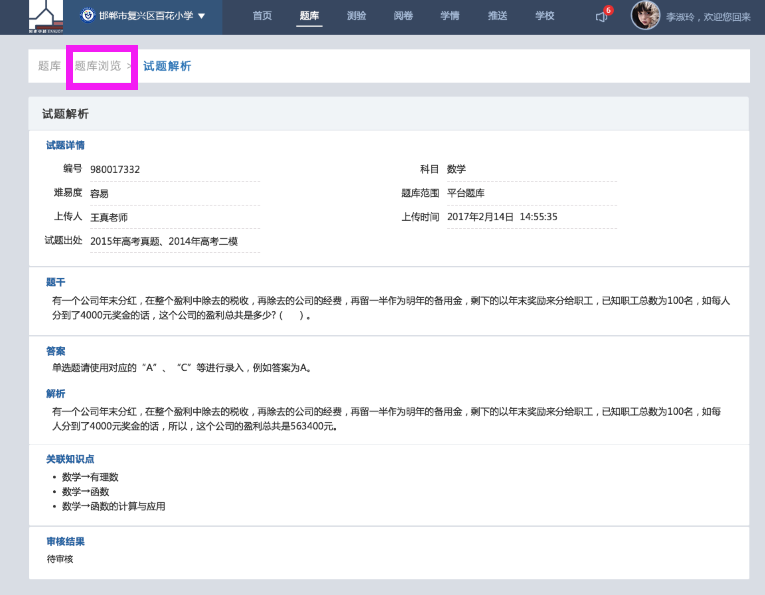 邯郸市复兴区百花小学 ▼ 首页 题库 测验 阅卷 学情 推送 学校 6 李淑玲，欢迎您回来
题库 题库浏览 > 试题解析
试题解析
试题详情
编号 980017332 科目 数学
难易度 容易 题库范围 平台题库
上传人 王真老师 上传时间 2017年2月14日 14:55:35
试题出处 2015年高考真题、2014年高考二模
题干
有一个公司年末分红，在整个盈利中除去的税收，再除去的公司的经费，再留一半作为明年的备用金，剩下的以年末奖励来分给职工，已知职工总数为100名，如每人
分到了4000元奖金的话，这个公司的盈利总共是多少?（ ）。
答案
单选题请使用对应的“A”、“C”等进行录入，例如答案为A。
解析
有一个公司年末分红，在整个盈利中除去的税收，再除去的公司的经费，再留一半作为明年的备用金，剩下的以年末奖励来分给职工，已知职工总数为100名，如每
人分到了4000元奖金的话，所以，这个公司的盈利总共是563400元。
关联知识点
• 数学→有理数
• 数学→函数
• 数学→函数的计算与应用
审核结果
待审核